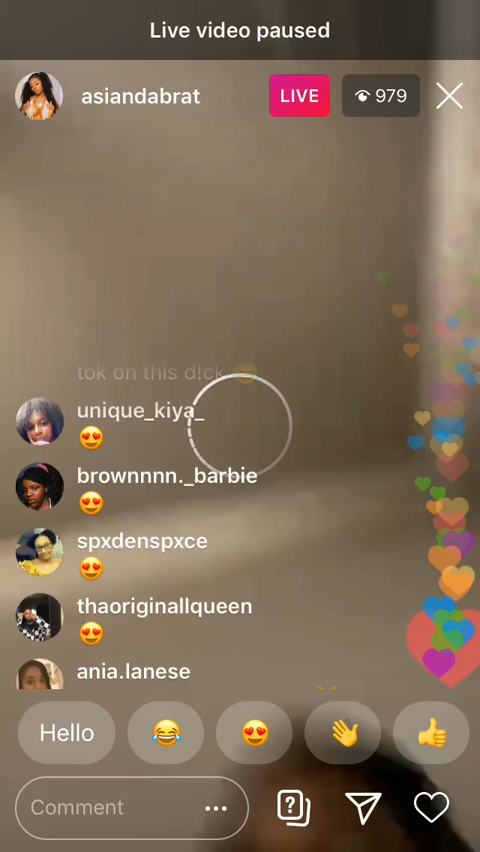 Live video paused
asiandabrat
LIVE
979
tok on this d!ck 
unique_kiya_
😍
brownnnn._barbie
😍
spxdenspxce
😍
thaoriginallqueen
😍
ania.lanese
Hello 😂 😍 👋 👍
Comment